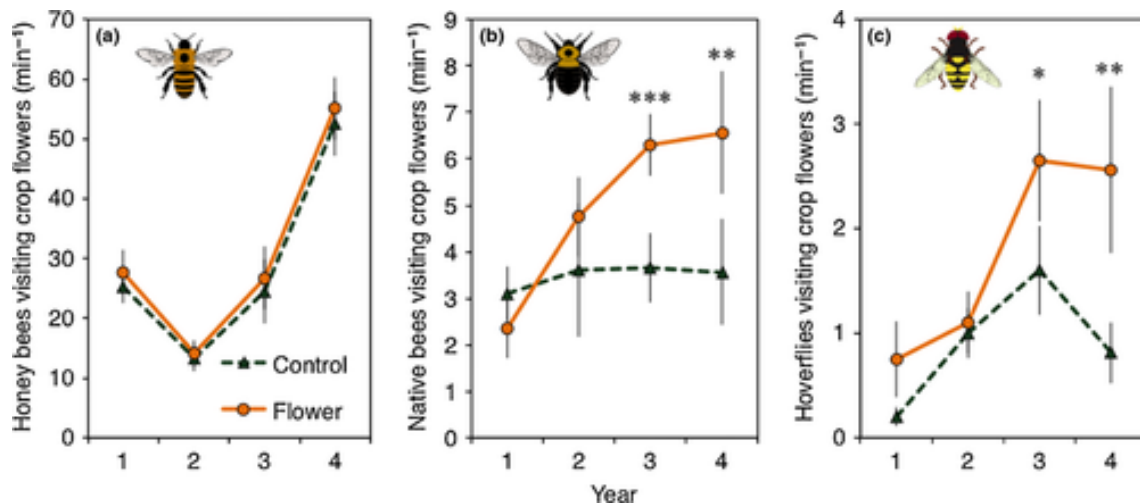 (a)
Honey bees visiting crop flowers (min⁻¹)
70
60
50
40
30
20
10
0
1 2 3 4
Control
Flower
(b)
Native bees visiting crop flowers (min⁻¹)
9
8
7
6
5
4
3
2
1
0
***
**
1 2 3 4
Year
(c)
Hoverflies visiting crop flowers (min⁻¹)
4
3
2
1
0
*
**
1 2 3 4